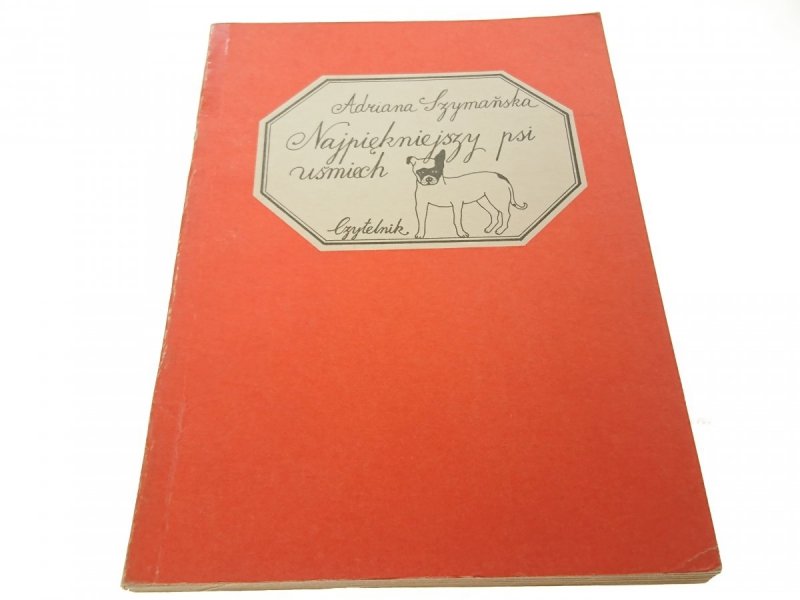 Adriana Szymańska
Najpiękniejszy psi
uśmiech
Czytelnik